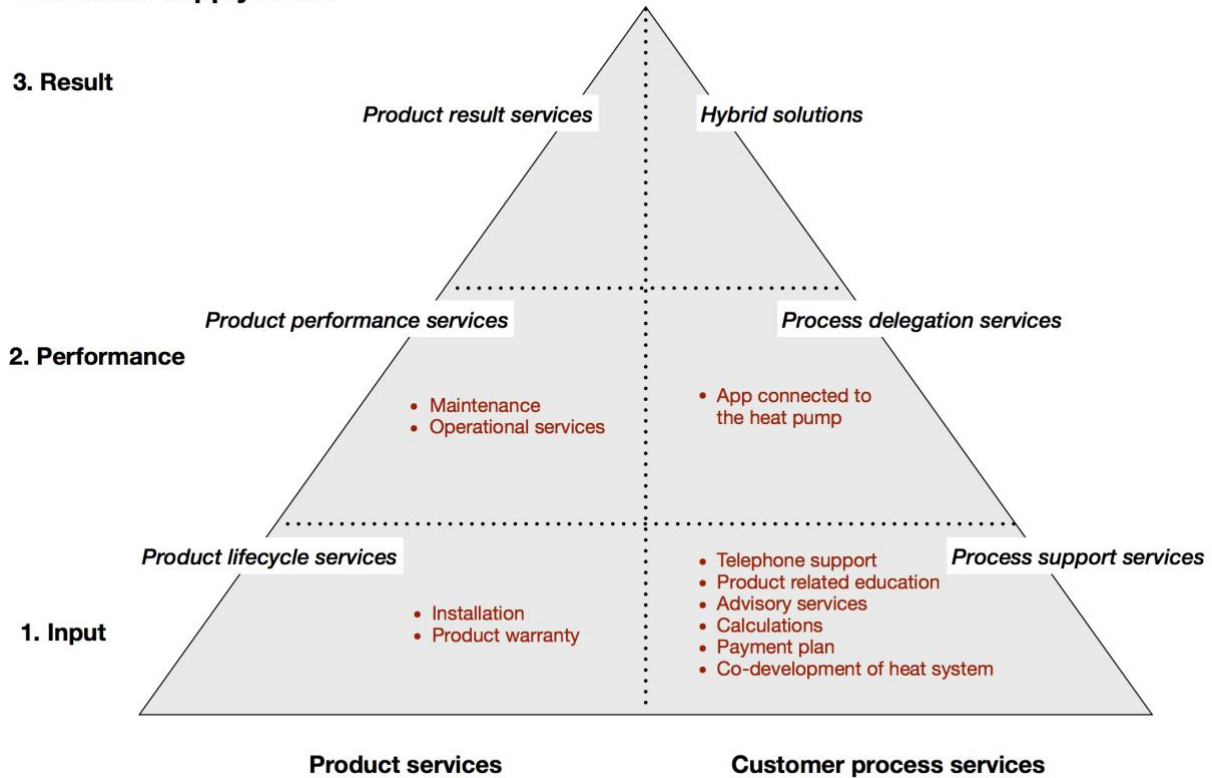 3. Result
Product result services
Hybrid solutions
Product performance services
Process delegation services
2. Performance
• Maintenance
• Operational services
• App connected to
the heat pump
Product lifecycle services
Process support services
1. Input
• Installation
• Product warranty
• Telephone support
• Product related education
• Advisory services
• Calculations
• Payment plan
• Co-development of heat system
Product services
Customer process services